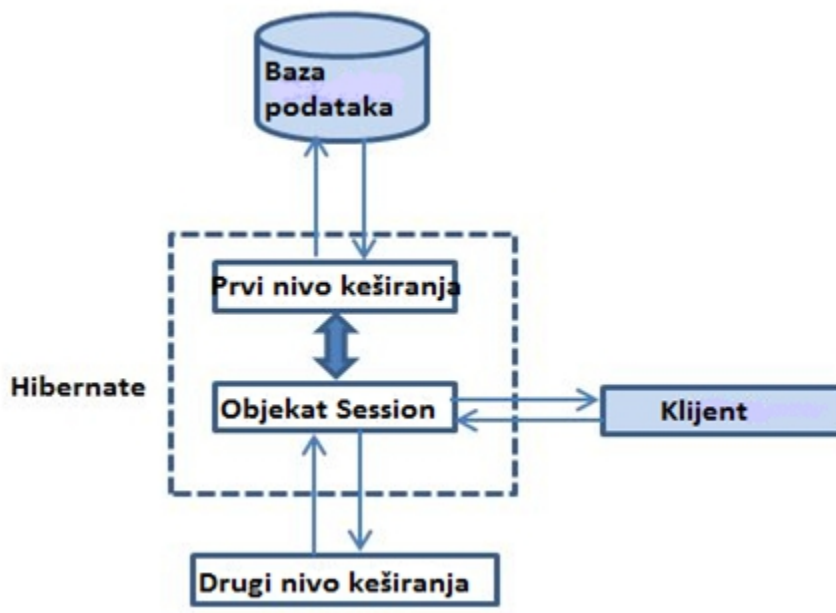 Baza
podataka
Prvi nivo keširanja
Hibernate
Objekat Session
Klijent
Drugi nivo keširanja